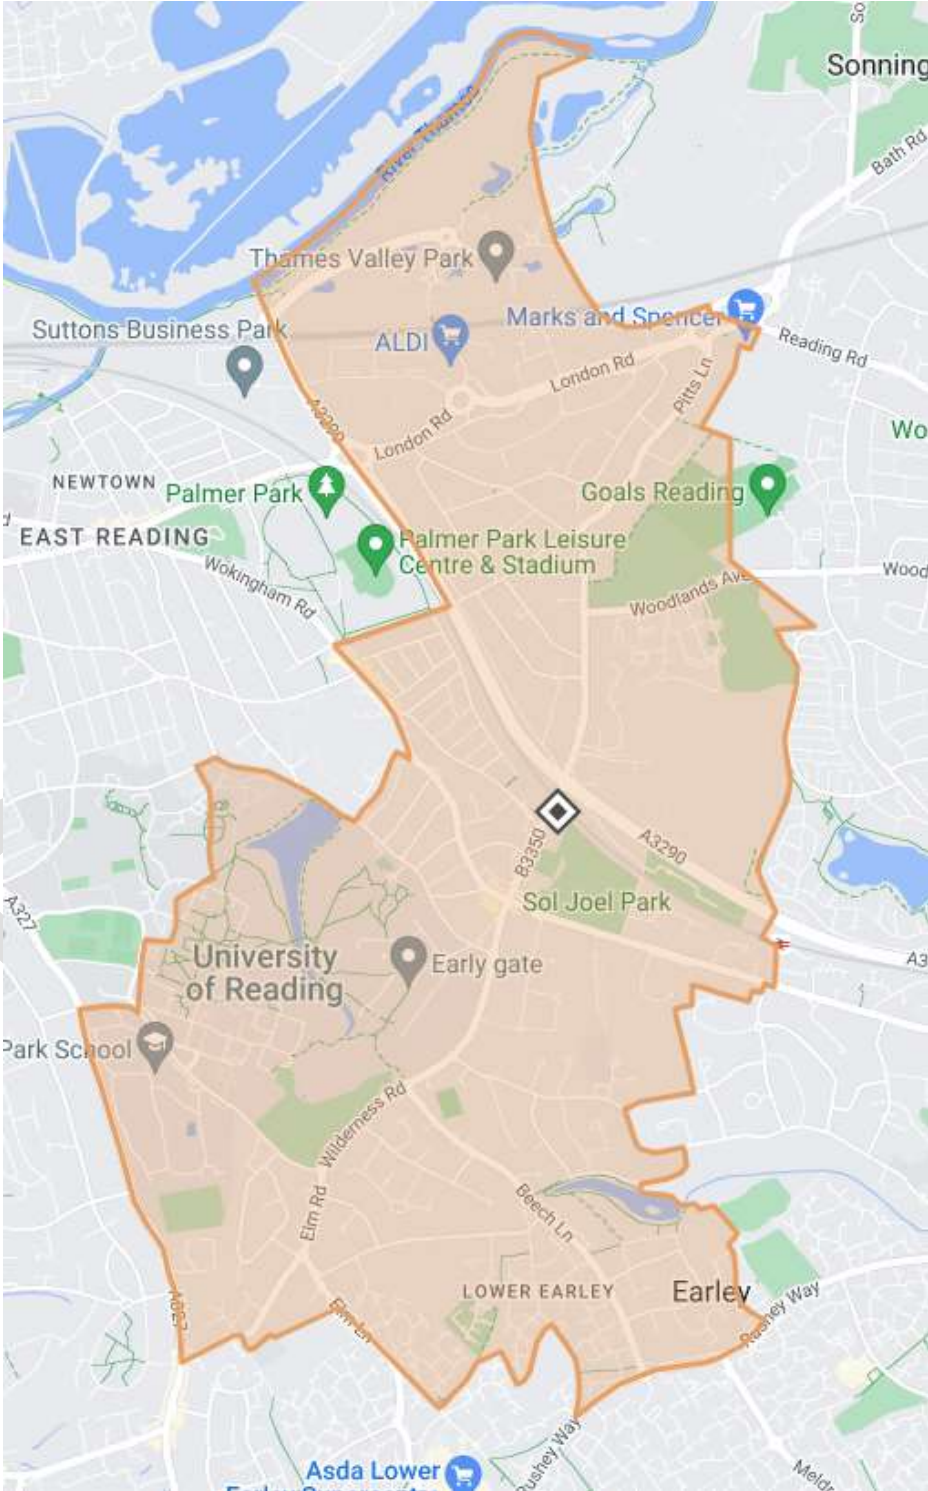 So
Sonning
Bath Rd
River Thames
Thames Valley Park
Marks and Spencer
Suttons Business Park
ALDI
Reading Rd
London Rd
Pitts Ln
A3290
London Rd
Wo
NEWTOWN
Palmer Park
Goals Reading
d
EAST READING
Palmer Park Leisure
Centre & Stadium
Wokingham Rd
Woodlands Ave
Wood
B3350
A3290
A327
Sol Joel Park
University
of Reading
Early gate
A3
Park School
Wilderness Rd
Elm Rd
Beech Ln
LOWER EARLEY
Earley
Rushey Way
A327
Elm Ln
Rushey Way
Asda Lower
Earley Supercentre
Meldr